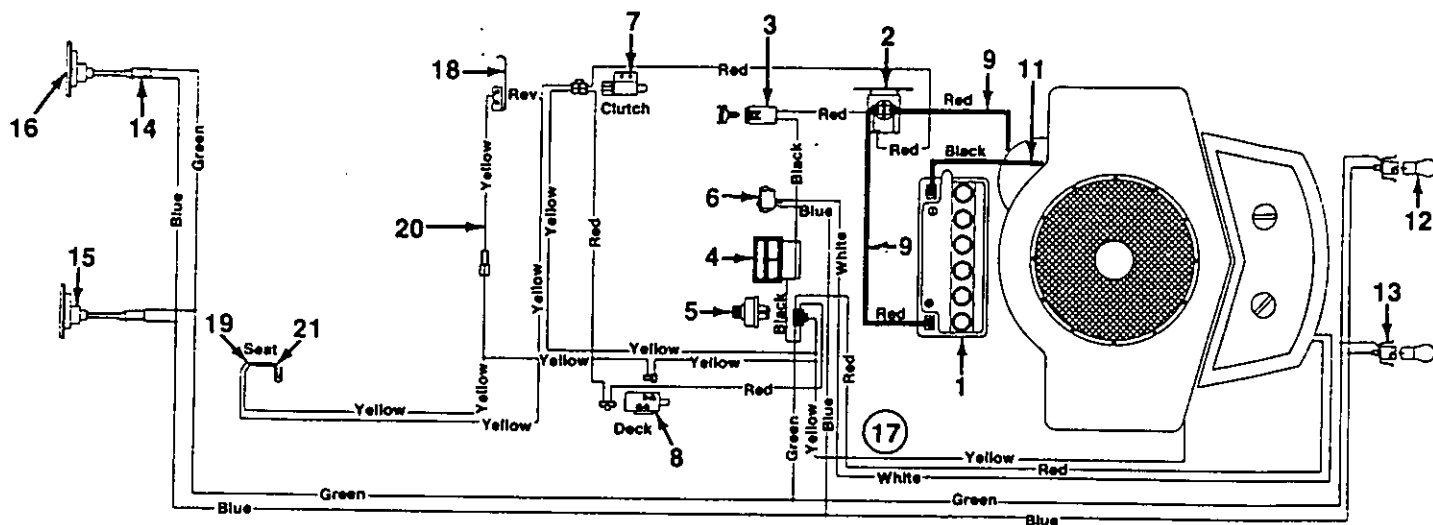 7
3
2
9
11
18
Red
Red
16
14
Rev
Clutch
Red
Red
Black
Green
Yellow
Black
12
6
Blue
Blue
Yellow
Red
20
4
White
9
15
Yellow
5
Black
Red
13
19
Seat
21
Yellow
Yellow
Yellow
Red
Red
1
Yellow
Yellow
Yellow
Deck
8
Green
Yellow
Blue
17
Yellow
Red
White
Green
Green
Blue
Blue